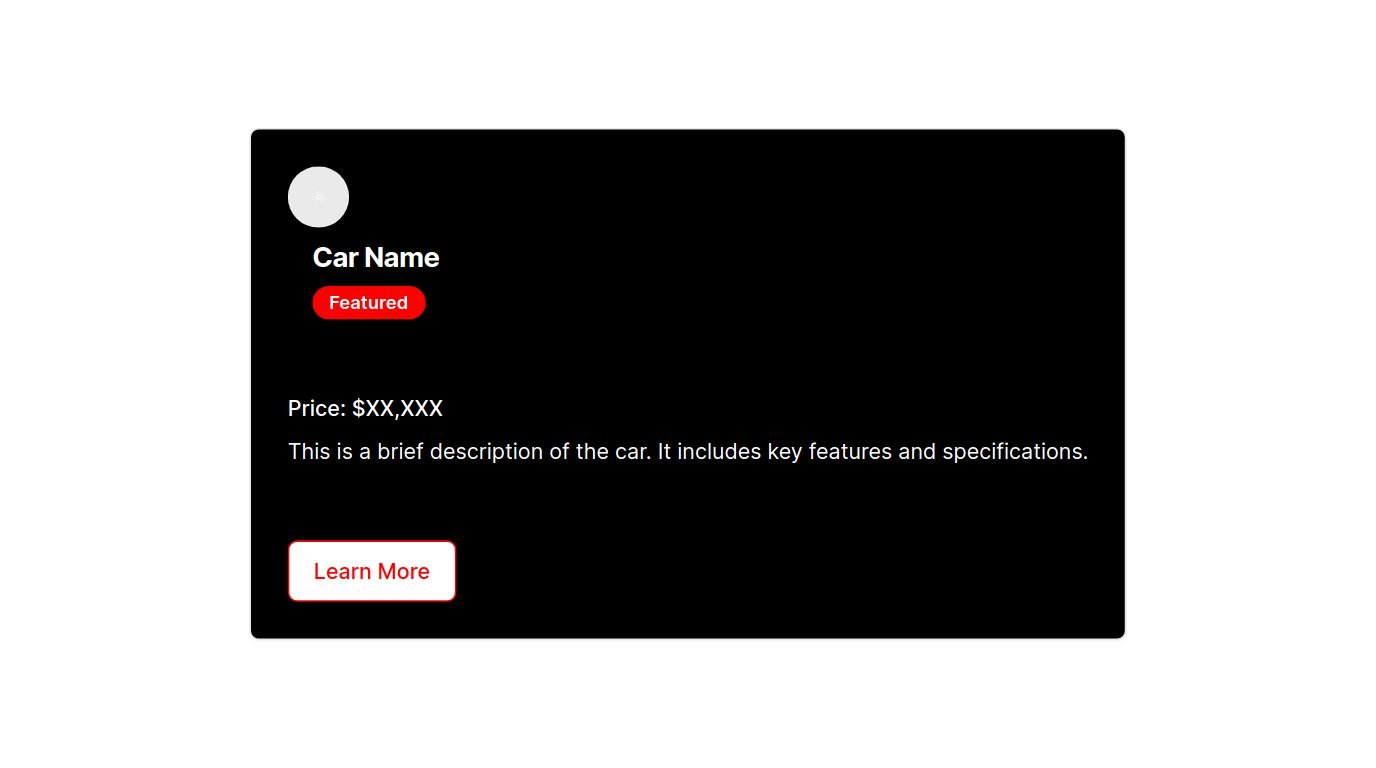 Car Name
Featured
Price: $XX,XXX
This is a brief description of the car. It includes key features and specifications.
Learn More